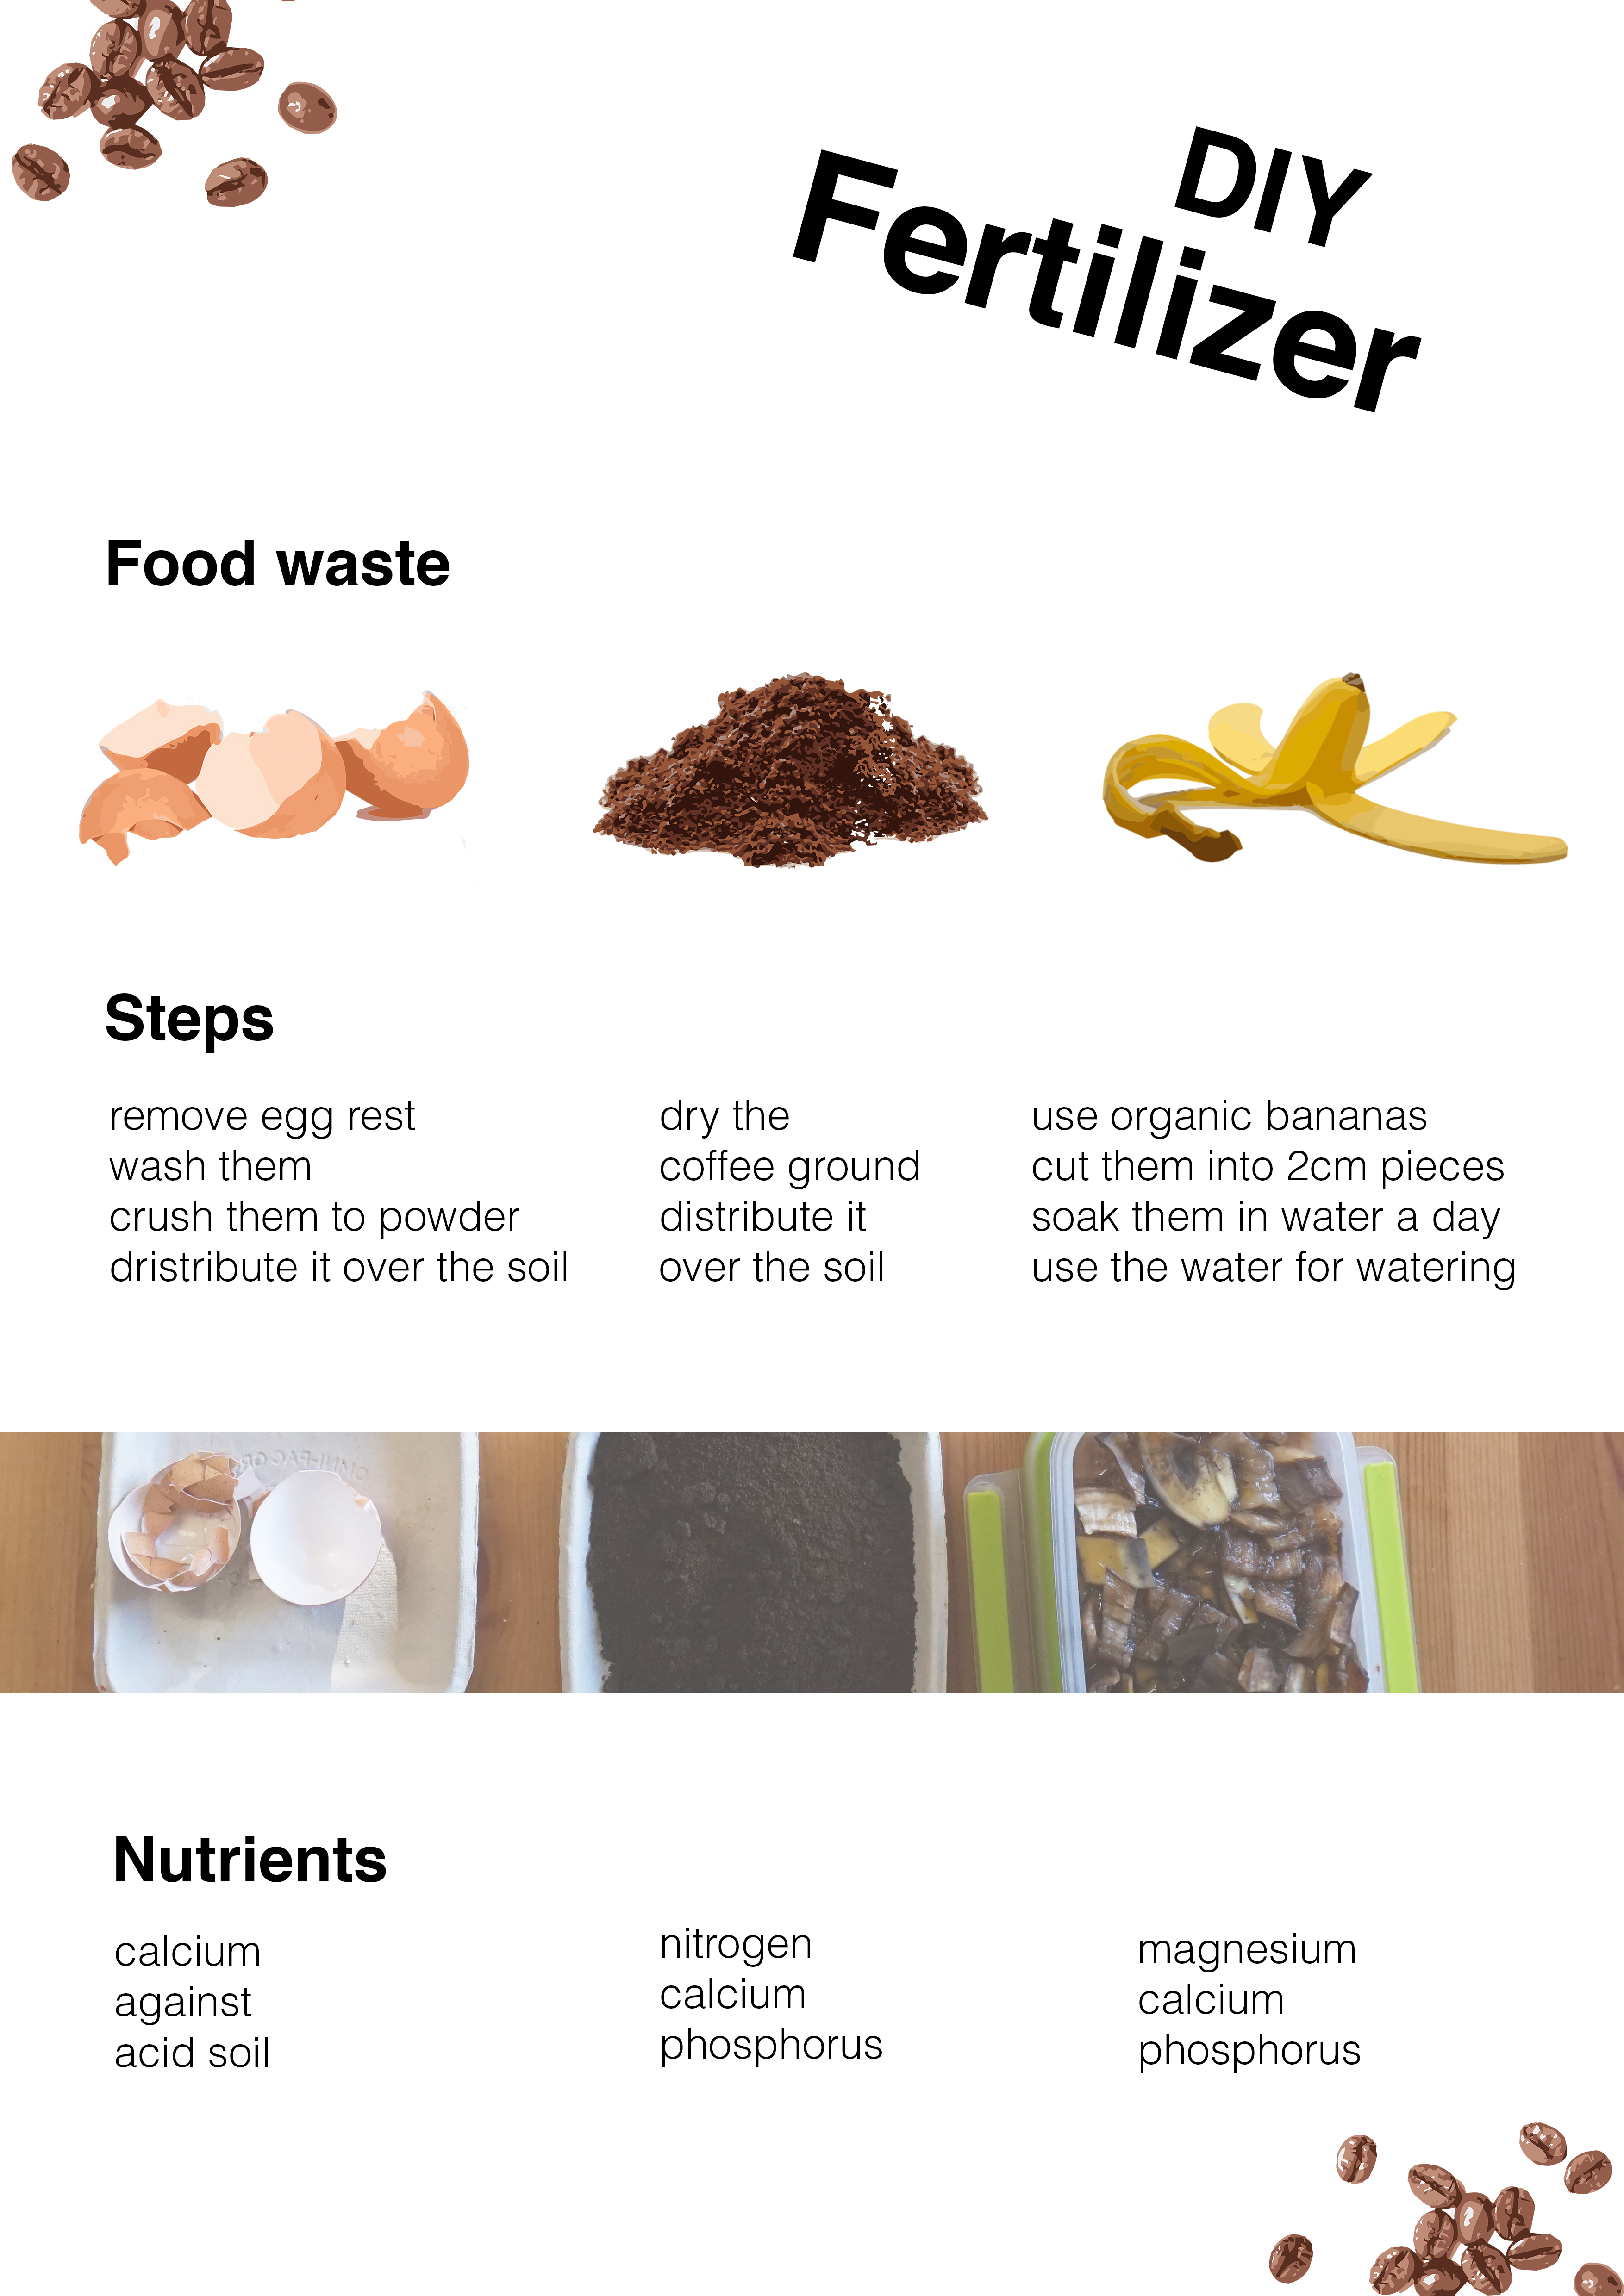 DIY
Fertilizer
Food waste
Steps
remove egg rest
wash them
crush them to powder
dristribute it over the soil
dry the
coffee ground
distribute it
over the soil
use organic bananas
cut them into 2cm pieces
soak them in water a day
use the water for watering
OMNI-PAC GR
Nutrients
calcium
against
acid soil
nitrogen
calcium
phosphorus
magnesium
calcium
phosphorus